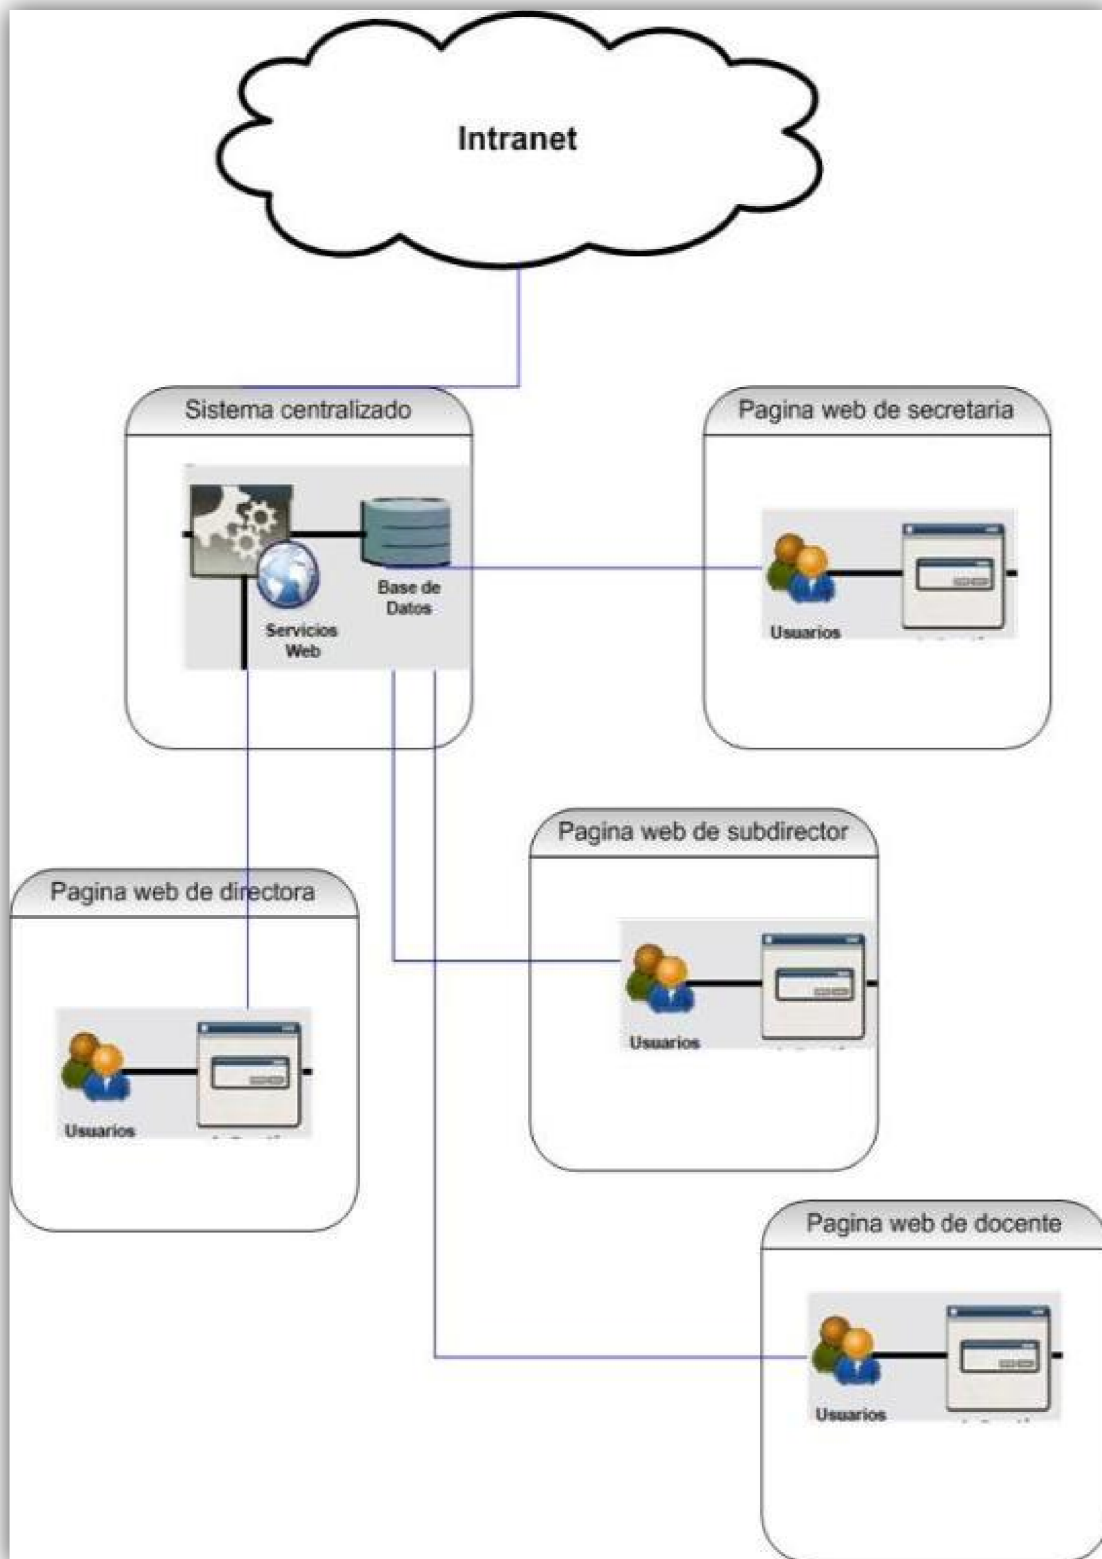 Intranet
Sistema centralizado
Pagina web de secretaria
Base de
Datos
Servicios
Web
Usuarios
Pagina web de subdirector
Usuarios
Pagina web de directora
Usuarios
Pagina web de docente
Usuarios